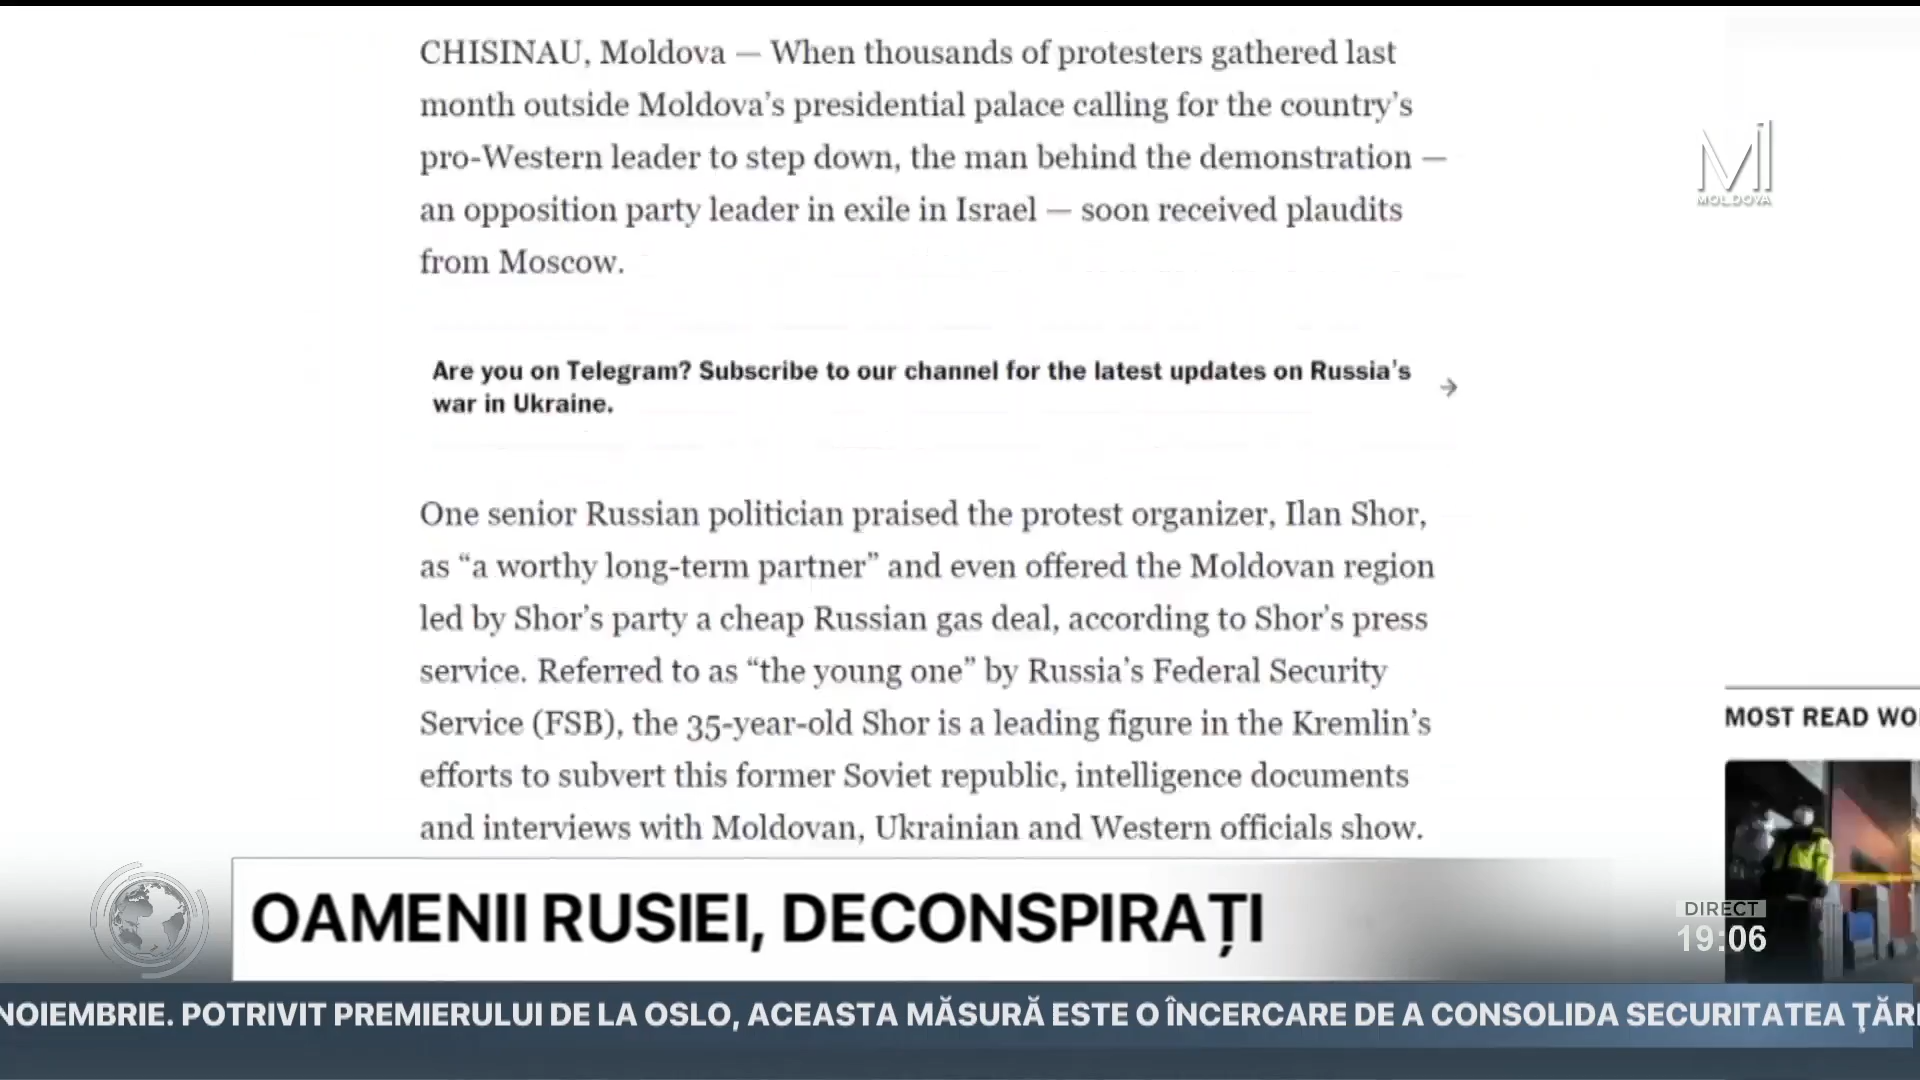 CHISINAU, Moldova — When thousands of protesters gathered last
month outside Moldova’s presidential palace calling for the country’s
pro-Western leader to step down, the man behind the demonstration —
an opposition party leader in exile in Israel — soon received plaudits
from Moscow.
M1
MOLDOVA
Are you on Telegram? Subscribe to our channel for the latest updates on Russia’s
war in Ukraine.
One senior Russian politician praised the protest organizer, Ilan Shor,
as “a worthy long-term partner” and even offered the Moldovan region
led by Shor’s party a cheap Russian gas deal, according to Shor’s press
service. Referred to as “the young one” by Russia’s Federal Security
Service (FSB), the 35-year-old Shor is a leading figure in the Kremlin’s
efforts to subvert this former Soviet republic, intelligence documents
and interviews with Moldovan, Ukrainian and Western officials show.
MOST READ WO
OAMENII RUSIEI, DECONSPIRAȚI
DIRECT
19:06
NOIEMBRIE. POTRIVIT PREMIERULUI DE LA OSLO, ACEASTA MĂSURĂ ESTE O ÎNCERCARE DE A CONSOLIDA SECURITATEA ŢĂRI